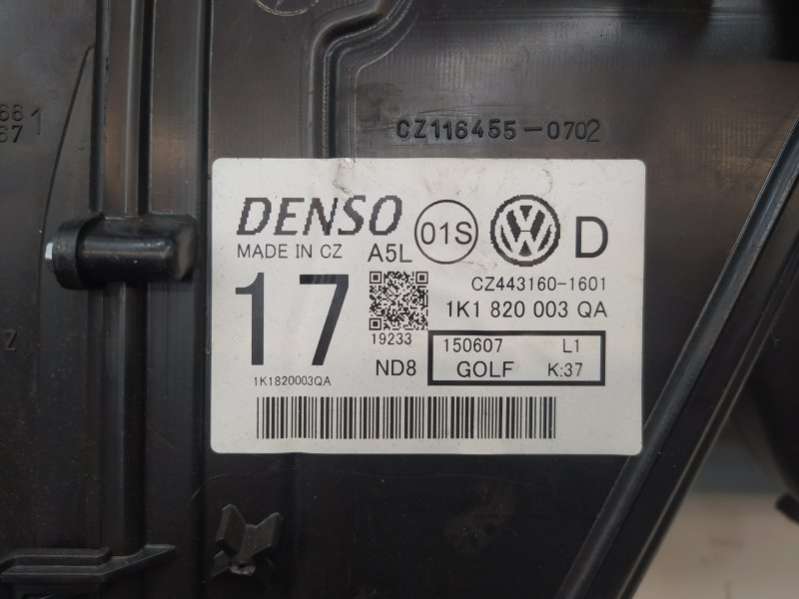 CZ116455-0702
DENSO
MADE IN CZ
A5L
01S
VW
D
17
CZ443160-1601
1K1 820 003 QA
19233
ND8
150607 L1
GOLF K:37
1K1820003QA